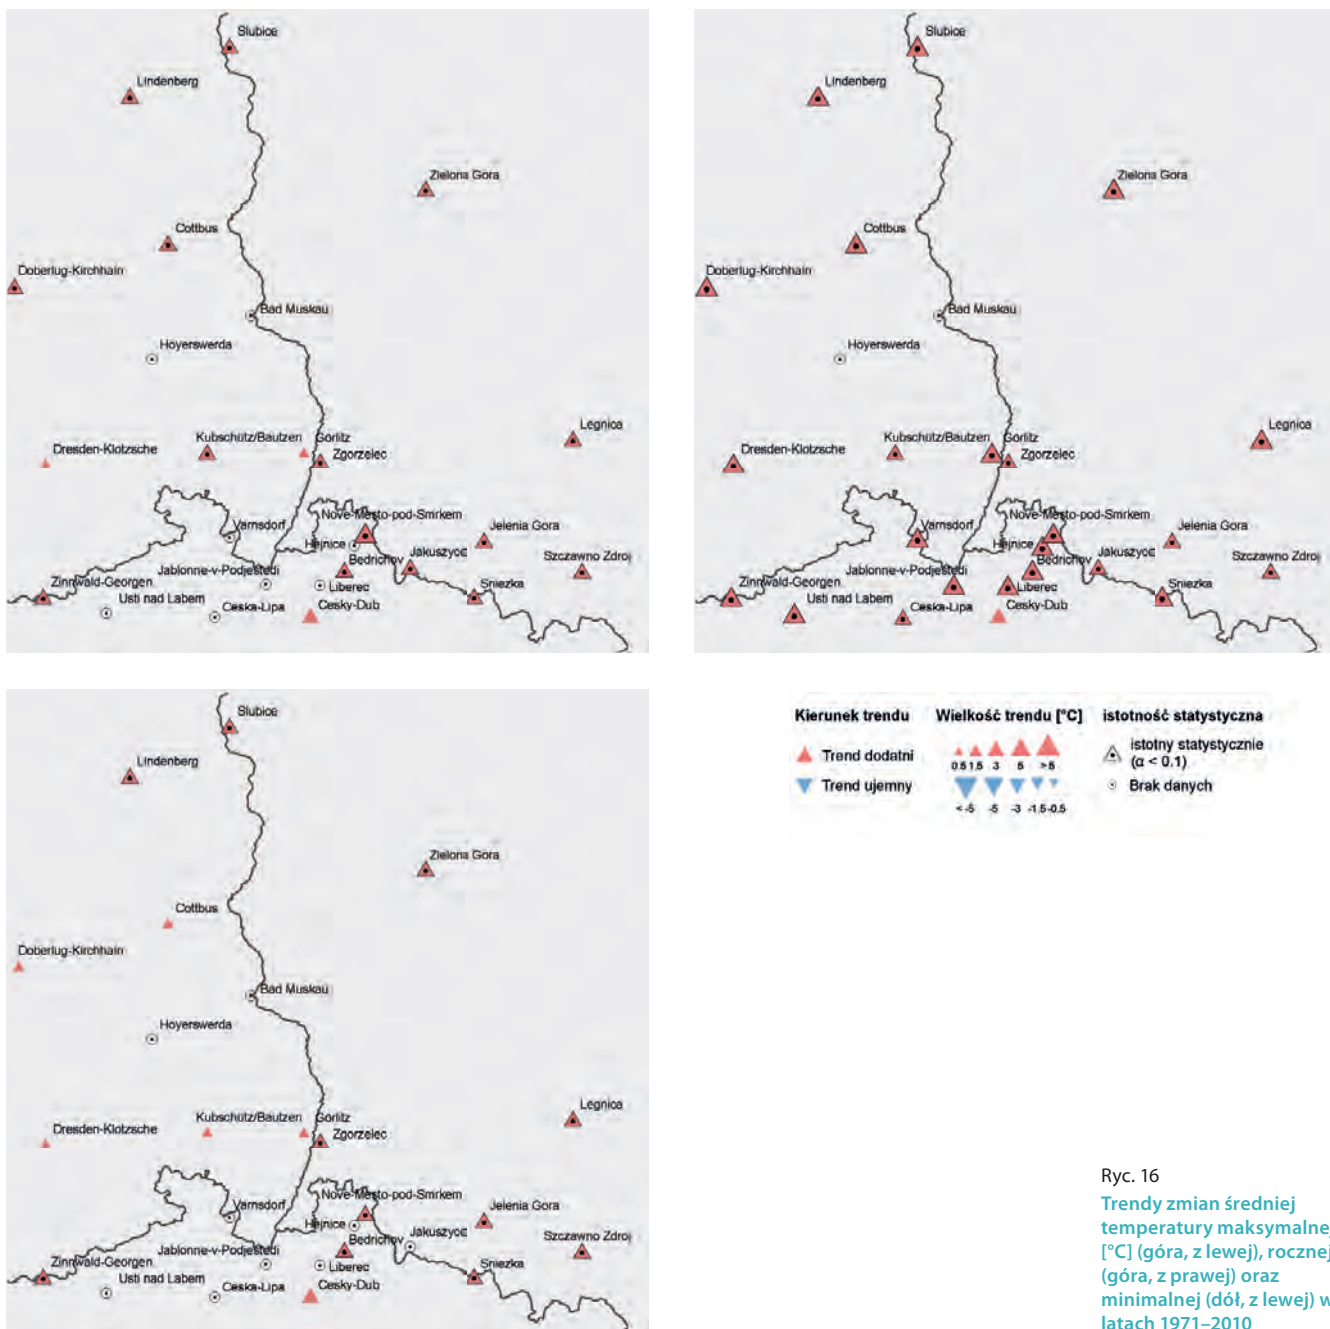 Slubice
Lindenberg
Zielona Gora
Cottbus
Doberlug-Kirchhain
Bad Muskau
Hoyerswerda
Legnica
Kubschütz/Bautzen
Görlitz
Dresden-Klotzsche
Zgorzelec
Nove-Mesto-pod-Smrkem
Varnsdorf
Hejnice
Jelenia Gora
Bedrichov
Jakuszyce
Szczawno Zdroj
Jablonne-v-Podjestedi
Zinnwald-Georgen
Liberec
Sniezka
Usti nad Labem
Ceska-Lipa
Cesky-Dub
Slubice
Lindenberg
Zielona Gora
Cottbus
Doberlug-Kirchhain
Bad Muskau
Hoyerswerda
Legnica
Kubschütz/Bautzen
Görlitz
Dresden-Klotzsche
Zgorzelec
Nove-Mesto-pod-Smrkem
Varnsdorf
Hejnice
Jelenia Gora
Bedrichov
Jakuszyce
Szczawno Zdroj
Jablonne-v-Podjestedi
Zinnwald-Georgen
Liberec
Sniezka
Usti nad Labem
Ceska-Lipa
Cesky-Dub
Slubice
Lindenberg
Zielona Gora
Cottbus
Doberlug-Kirchhain
Bad Muskau
Hoyerswerda
Legnica
Kubschütz/Bautzen
Görlitz
Dresden-Klotzsche
Zgorzelec
Nove-Mesto-pod-Smrkem
Varnsdorf
Hejnice
Jelenia Gora
Bedrichov
Jakuszyce
Szczawno Zdroj
Jablonne-v-Podjestedi
Zinnwald-Georgen
Liberec
Sniezka
Usti nad Labem
Ceska-Lipa
Cesky-Dub
Kierunek trendu
Trend dodatni
Trend ujemny
Wielkość trendu [°C]
0.5 1.5 3 5 >5
< -5 -5 -3 -1.5 -0.5
istotność statystyczna
istotny statystycznie
(α < 0.1)
Brak danych
Ryc. 16
Trendy zmian średniej
temperatury maksymalne
[°C] (góra, z lewej), rocznej
(góra, z prawej) oraz
minimalnej (dół, z lewej) w
latach 1971–2010